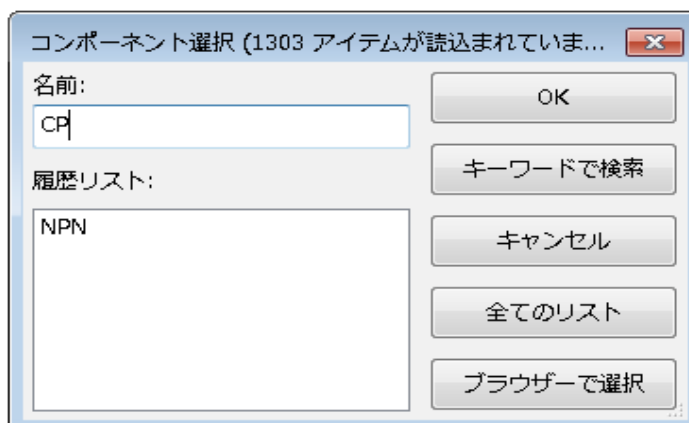 コンポーネント選択 (1303 アイテムが読込まれていま...
名前:
CP
履歴リスト:
NPN
OK
キーワードで検索
キャンセル
全てのリスト
ブラウザーで選択